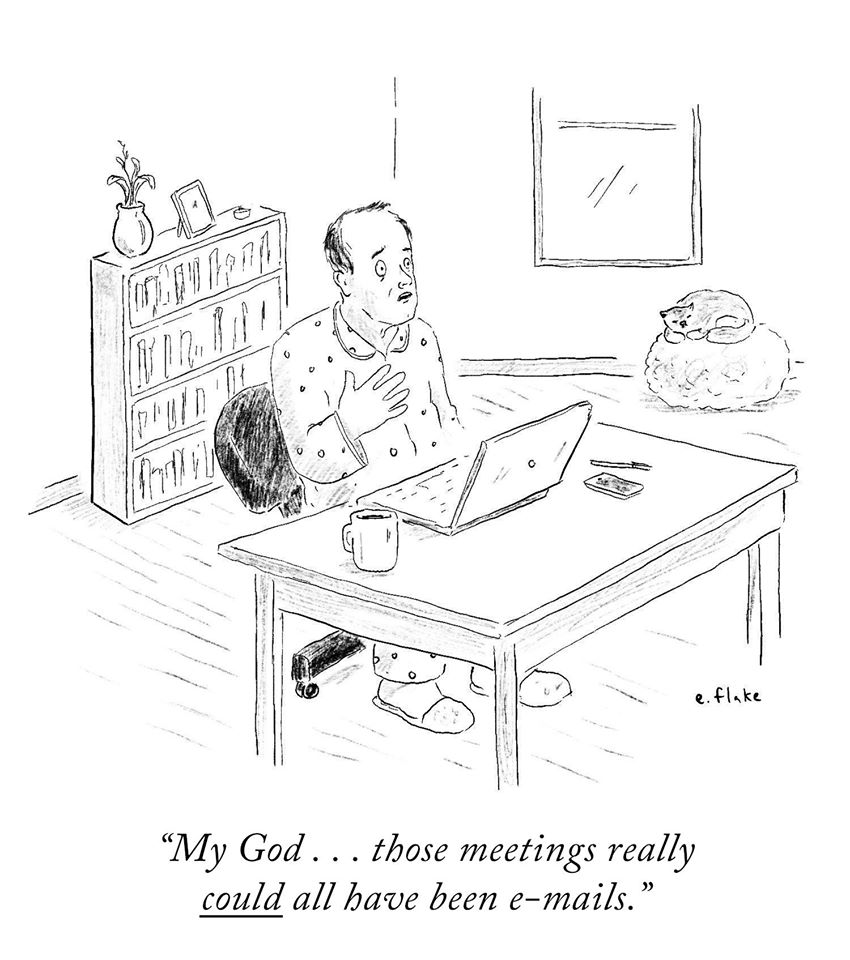 e. flake
“My God . . . those meetings really
could all have been e-mails.”